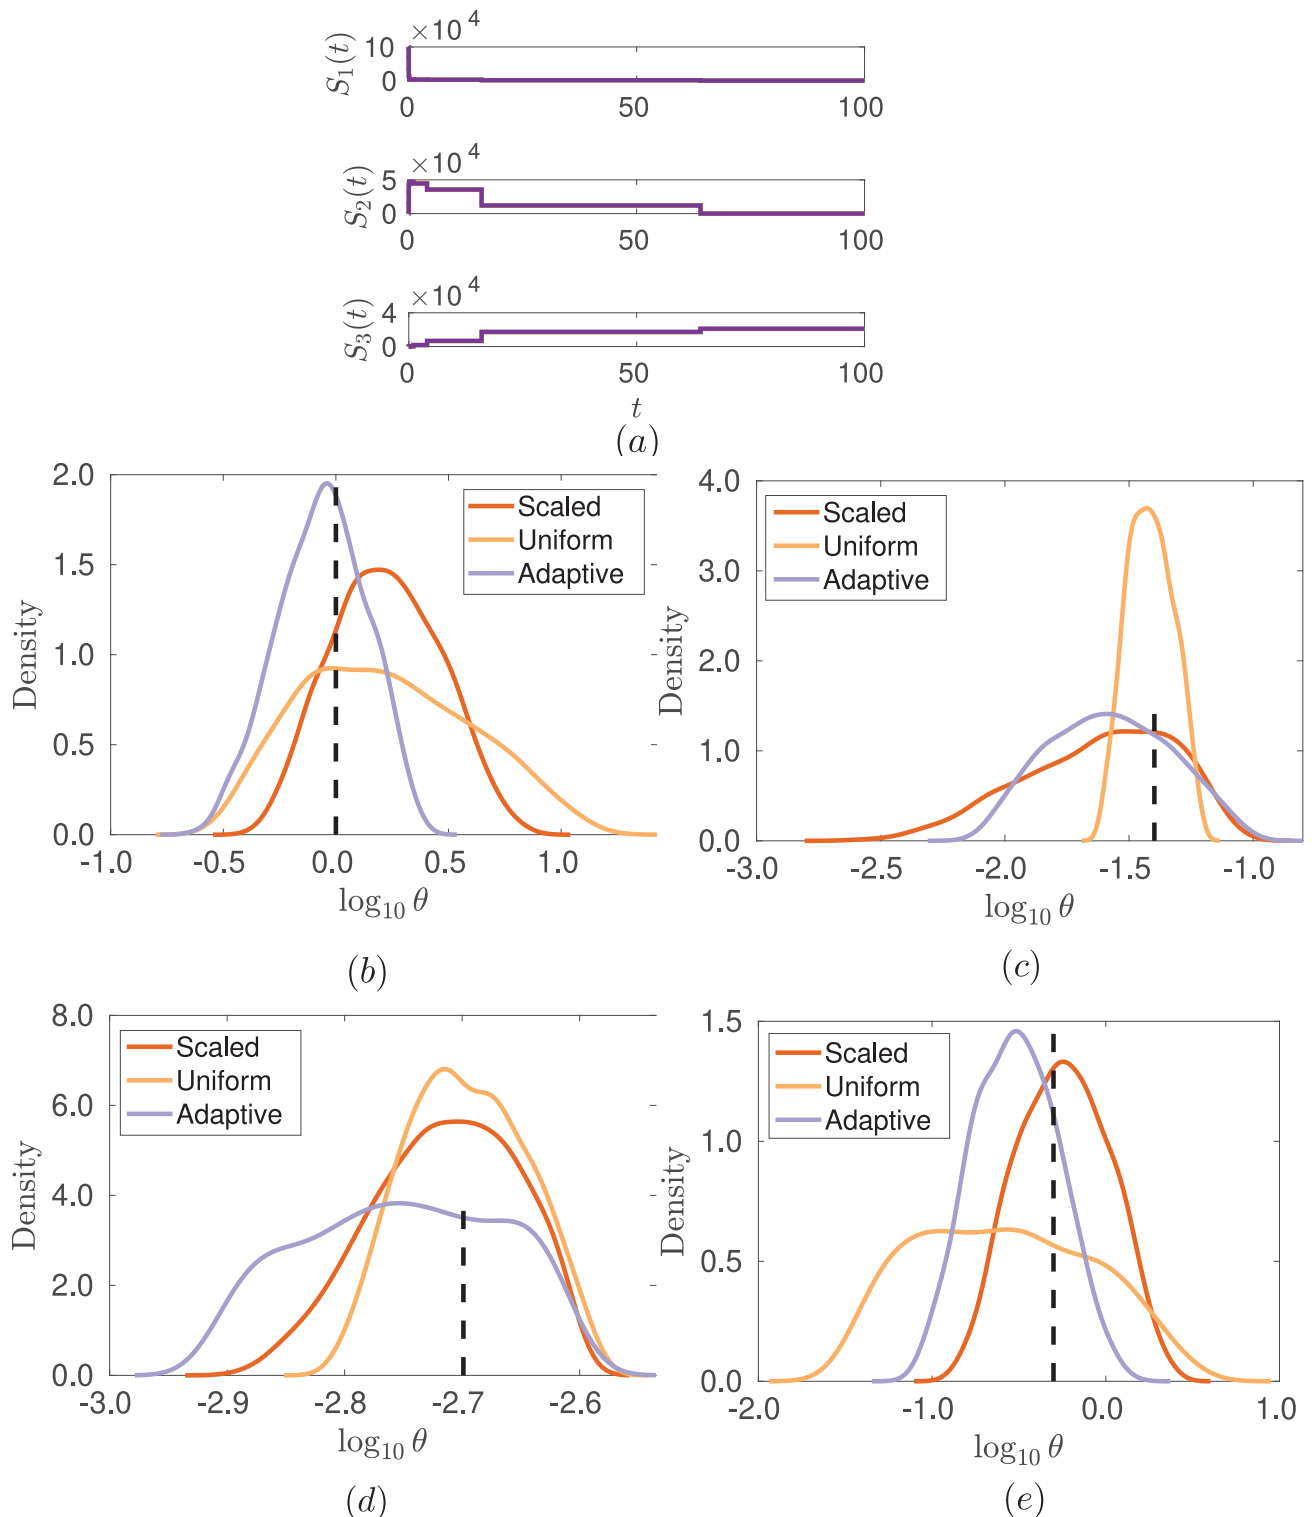 ×10⁴
S₁(t)
10
0
0 50 100
×10⁴
S₂(t)
5
0
0 50 100
×10⁴
S₃(t)
4
0
0 50 100
t
(a)
2.0
1.5
1.0
0.5
0.0
Density
Scaled
Uniform
Adaptive
-1.0 -0.5 0.0 0.5 1.0
log₁₀ θ
(b)
4.0
3.0
2.0
1.0
0.0
Density
Scaled
Uniform
Adaptive
-3.0 -2.5 -2.0 -1.5 -1.0
log₁₀ θ
(c)
8.0
6.0
4.0
2.0
0.0
Density
Scaled
Uniform
Adaptive
-3.0 -2.9 -2.8 -2.7 -2.6
log₁₀ θ
(d)
1.5
1.0
0.5
0.0
Density
Scaled
Uniform
Adaptive
-2.0 -1.0 0.0 1.0
log₁₀ θ
(e)